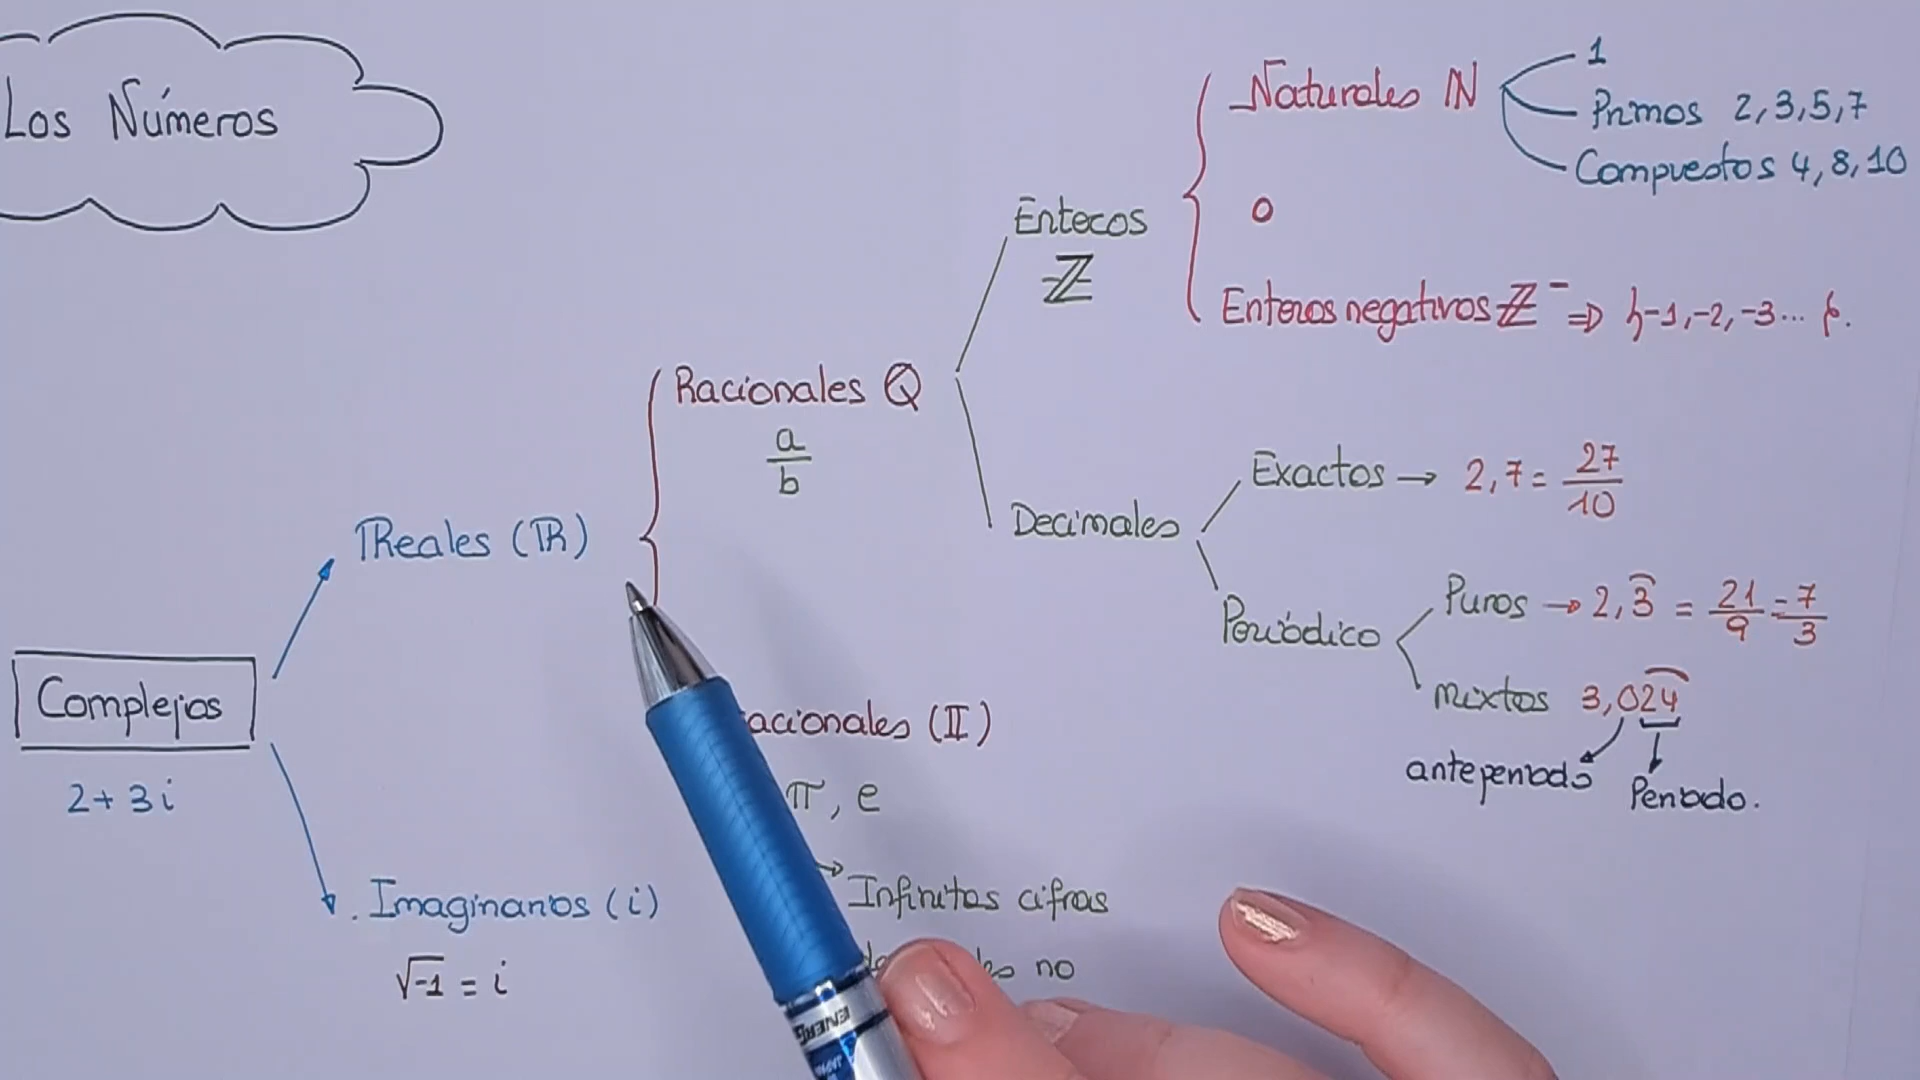 Los Números
Naturales ℕ
1
Primos 2, 3, 5, 7
Compuestos 4, 8, 10
Enteros
ℤ
0
Enteros negativos ℤ⁻ ⇒ {-1, -2, -3... }.
Racionales ℚ
a
b
Exactos → 2,7 = 27/10
Decimales
Reales (ℝ)
Periódico
Puros → 2,3̂ = 21/9 = 7/3
mixtos 3,024
anteperiodo
Periodo.
Complejos
2 + 3i
acionales (𝕀)
π, e
Imaginarios (i)
√-1 = i
→ Infinitas cifras
no